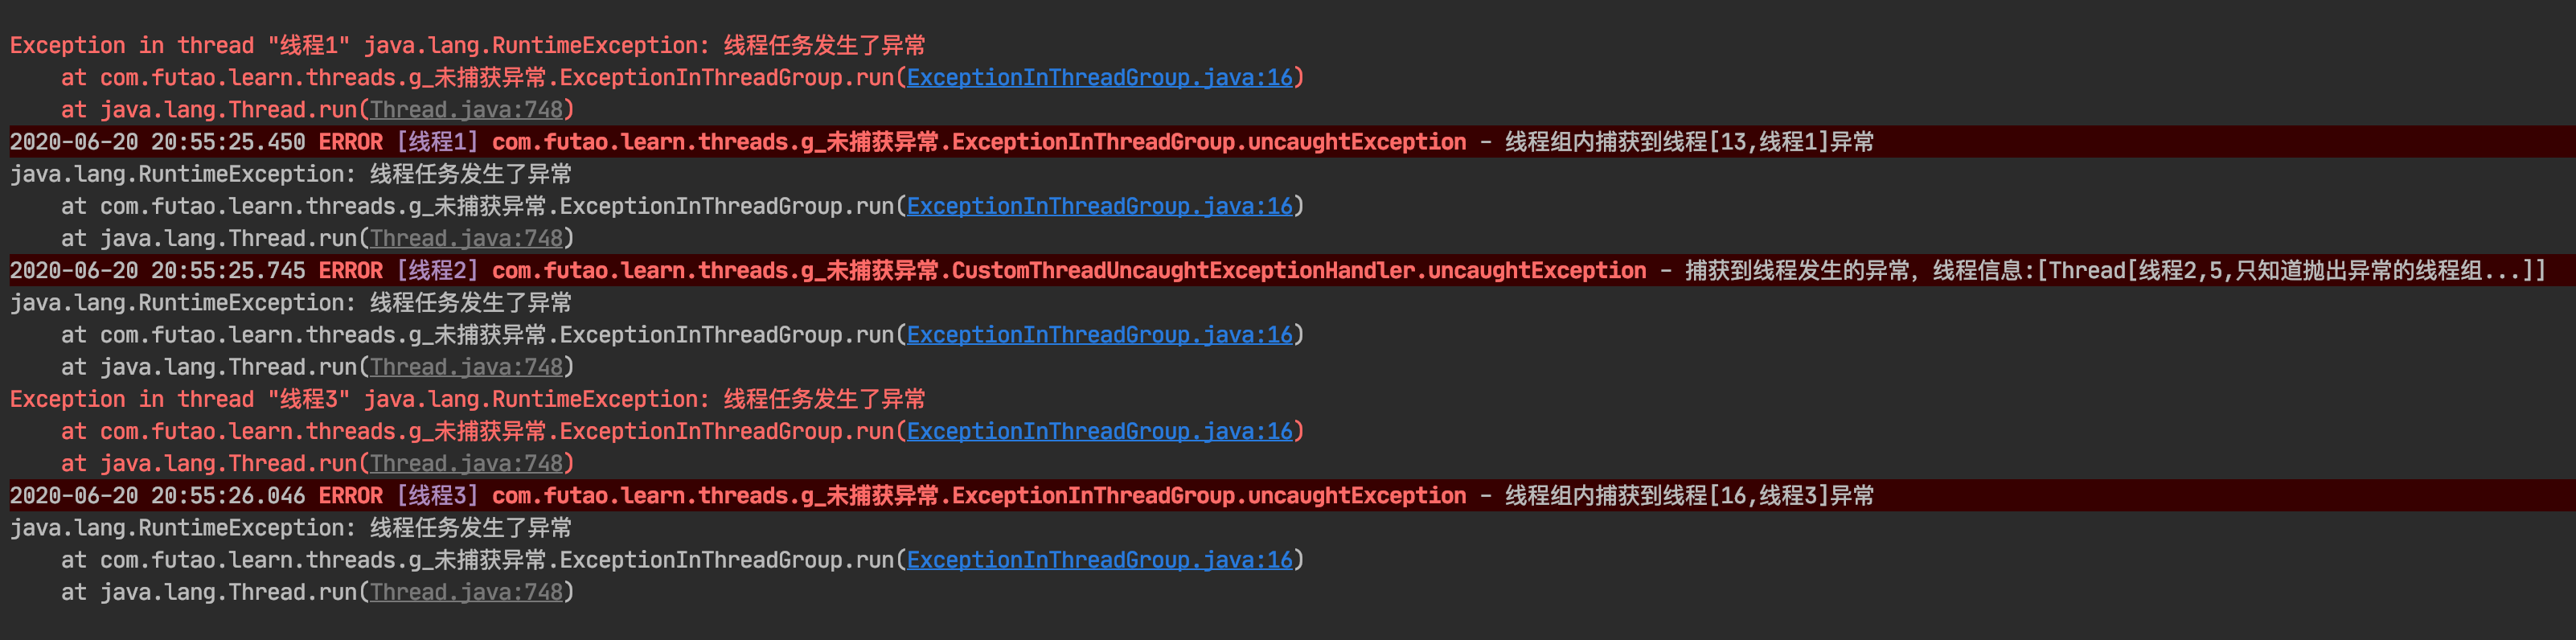 Exception in thread "线程1" java.lang.RuntimeException: 线程任务发生了异常
    at com.futao.learn.threads.g_未捕获异常.ExceptionInThreadGroup.run(ExceptionInThreadGroup.java:16)
    at java.lang.Thread.run(Thread.java:748)
2020-06-20 20:55:25.450 ERROR [线程1] com.futao.learn.threads.g_未捕获异常.ExceptionInThreadGroup.uncaughtException - 线程组内捕获到线程[13,线程1]异常
java.lang.RuntimeException: 线程任务发生了异常
    at com.futao.learn.threads.g_未捕获异常.ExceptionInThreadGroup.run(ExceptionInThreadGroup.java:16)
    at java.lang.Thread.run(Thread.java:748)
2020-06-20 20:55:25.745 ERROR [线程2] com.futao.learn.threads.g_未捕获异常.CustomThreadUncaughtExceptionHandler.uncaughtException - 捕获到线程发生的异常，线程信息:[Thread[线程2,5,只知道抛出异常的线程组...]]
java.lang.RuntimeException: 线程任务发生了异常
    at com.futao.learn.threads.g_未捕获异常.ExceptionInThreadGroup.run(ExceptionInThreadGroup.java:16)
    at java.lang.Thread.run(Thread.java:748)
Exception in thread "线程3" java.lang.RuntimeException: 线程任务发生了异常
    at com.futao.learn.threads.g_未捕获异常.ExceptionInThreadGroup.run(ExceptionInThreadGroup.java:16)
    at java.lang.Thread.run(Thread.java:748)
2020-06-20 20:55:26.046 ERROR [线程3] com.futao.learn.threads.g_未捕获异常.ExceptionInThreadGroup.uncaughtException - 线程组内捕获到线程[16,线程3]异常
java.lang.RuntimeException: 线程任务发生了异常
    at com.futao.learn.threads.g_未捕获异常.ExceptionInThreadGroup.run(ExceptionInThreadGroup.java:16)
    at java.lang.Thread.run(Thread.java:748)